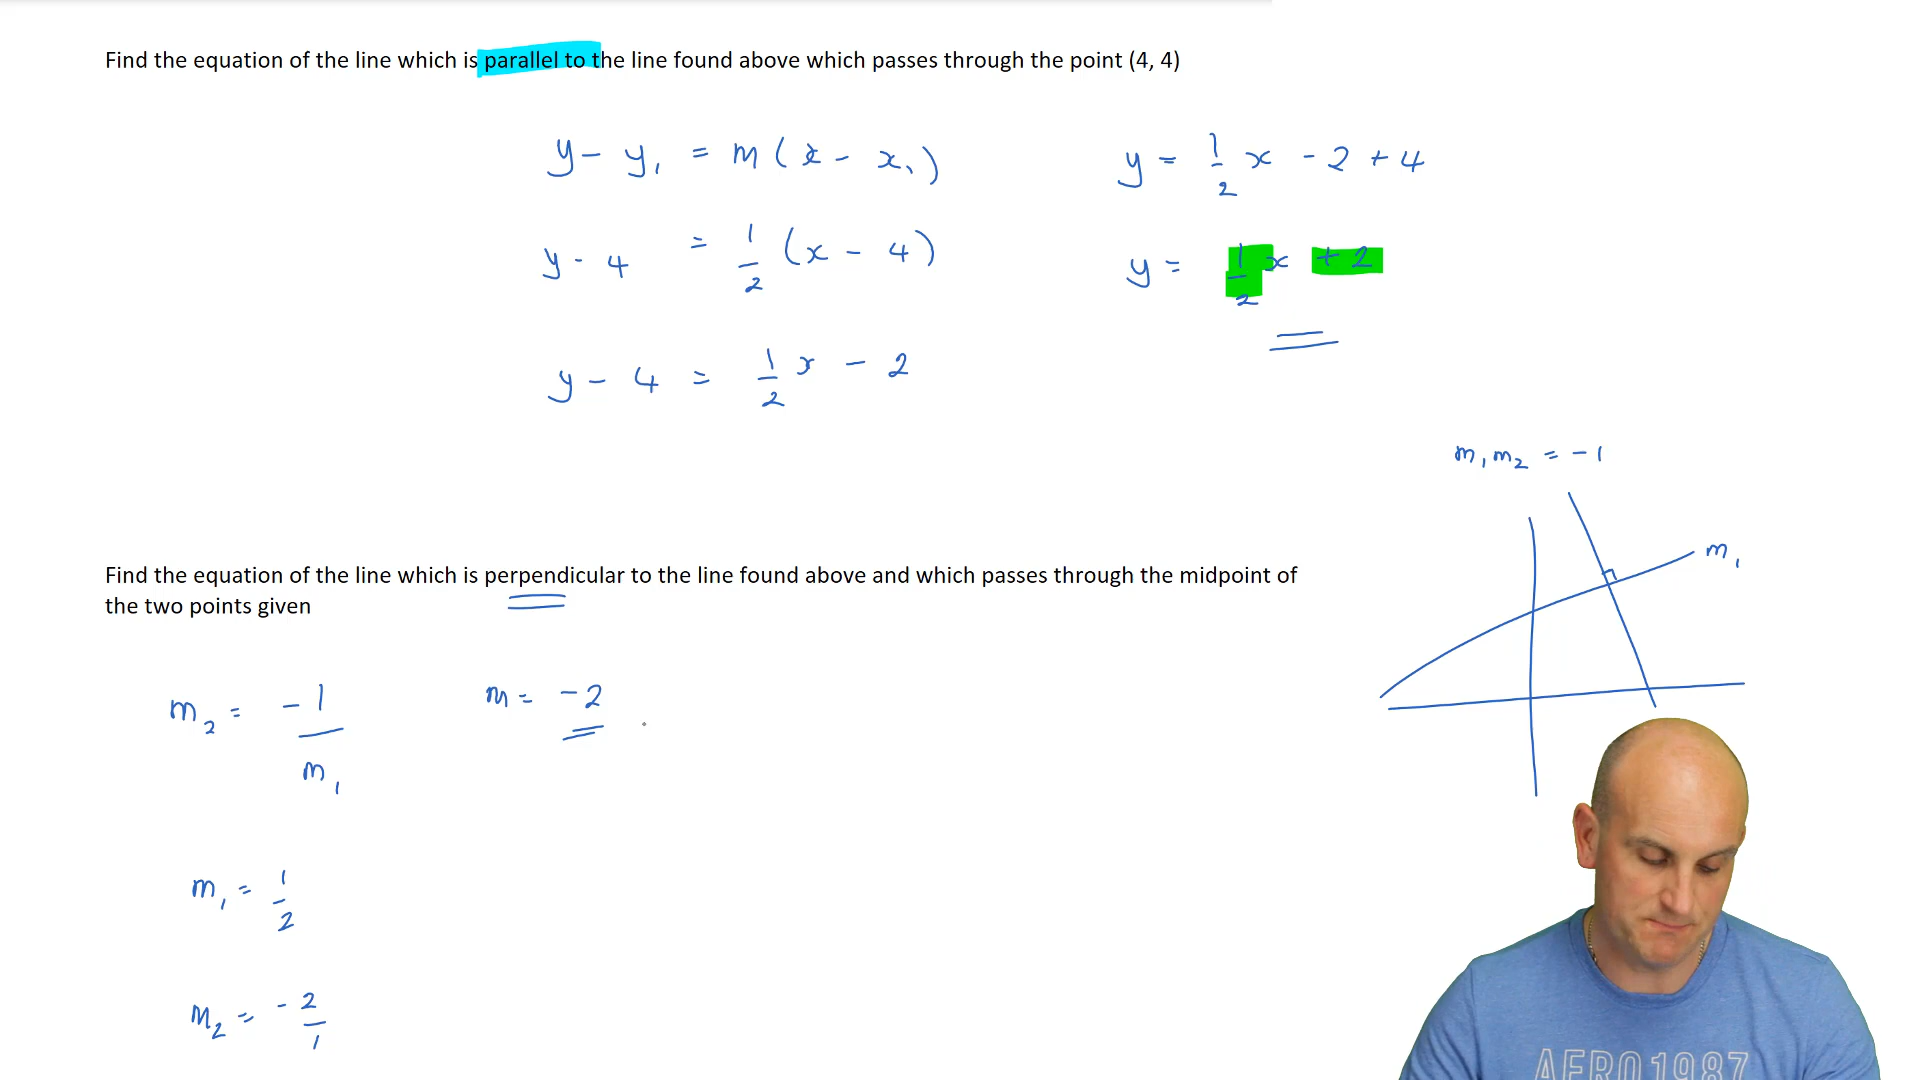 Find the equation of the line which is parallel to the line found above which passes through the point (4, 4)
y - y₁ = m(x - x₁)
y - 4 = 1/2 (x - 4)
y - 4 = 1/2 x - 2
y = 1/2 x - 2 + 4
y = 1/2 x + 2
m₁m₂ = -1
m₁
Find the equation of the line which is perpendicular to the line found above and which passes through the midpoint of
the two points given
m₂ = -1/m₁
m = -2
m₁ = 1/2
m₂ = -2/1
AERO1987